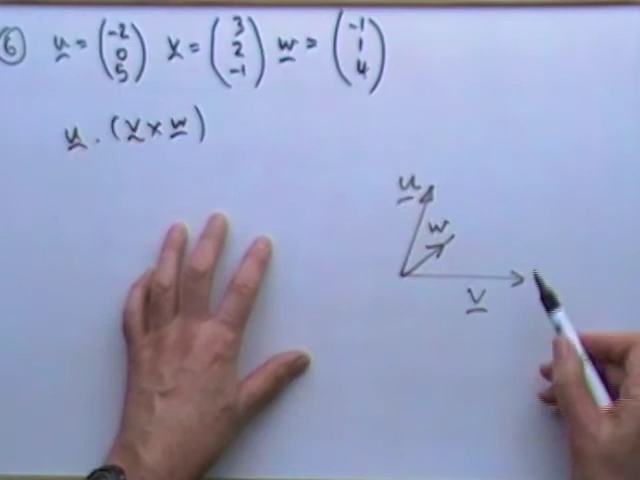 ⑥ u = (-2 0 5) v = (3 2 -1) w = (-1 1 4)
u . (v × w)
u
w
v